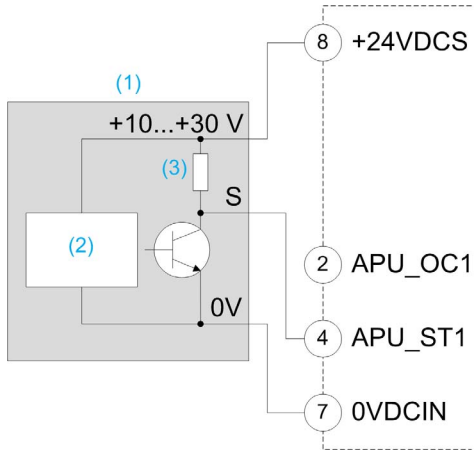 8 +24VDCS
(1)
+10...+30 V
(3)
S
(2)
2 APU_OC1
0V
4 APU_ST1
7 0VDCIN